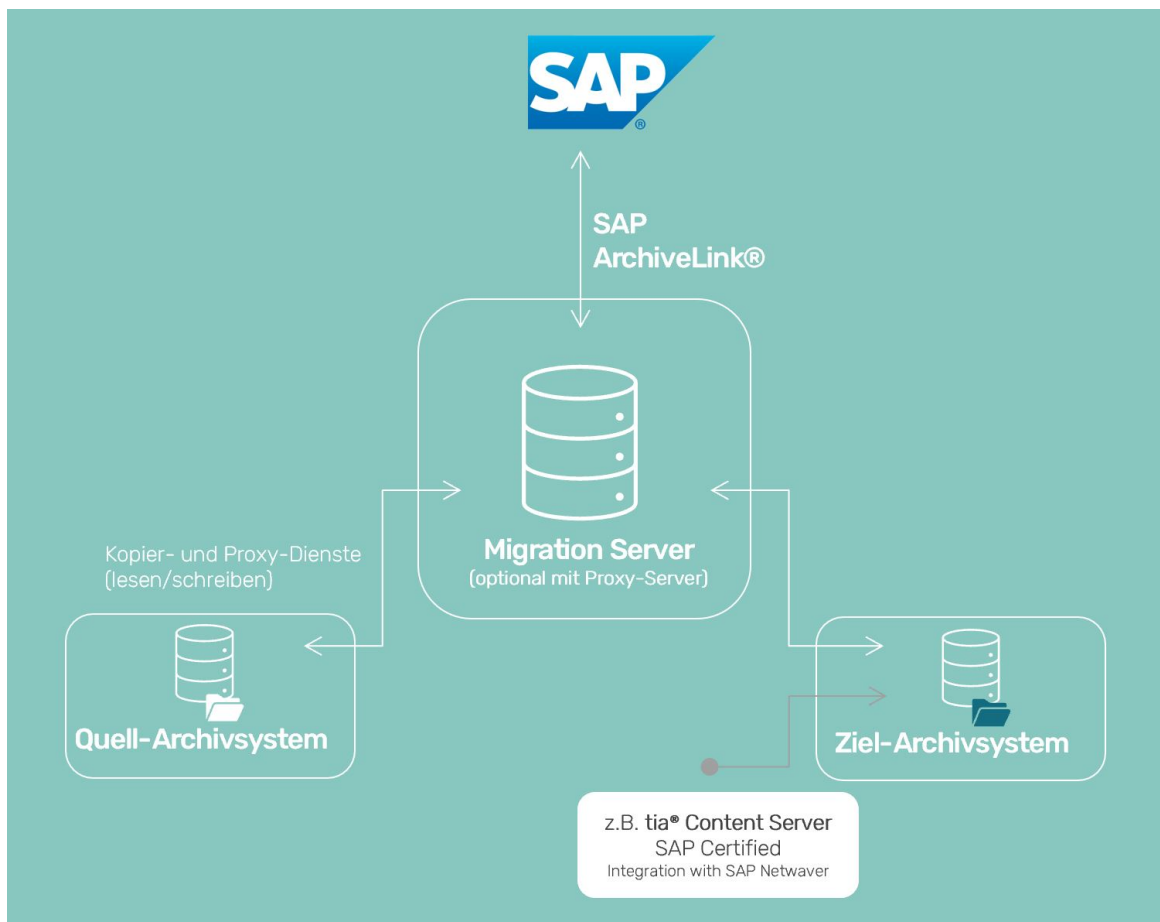 SAP
®
SAP
ArchiveLink®
Migration Server
(optional mit Proxy-Server)
Kopier- und Proxy-Dienste
(lesen/schreiben)
Quell-Archivsystem
Ziel-Archivsystem
z.B. tia® Content Server
SAP Certified
Integration with SAP Netwaver